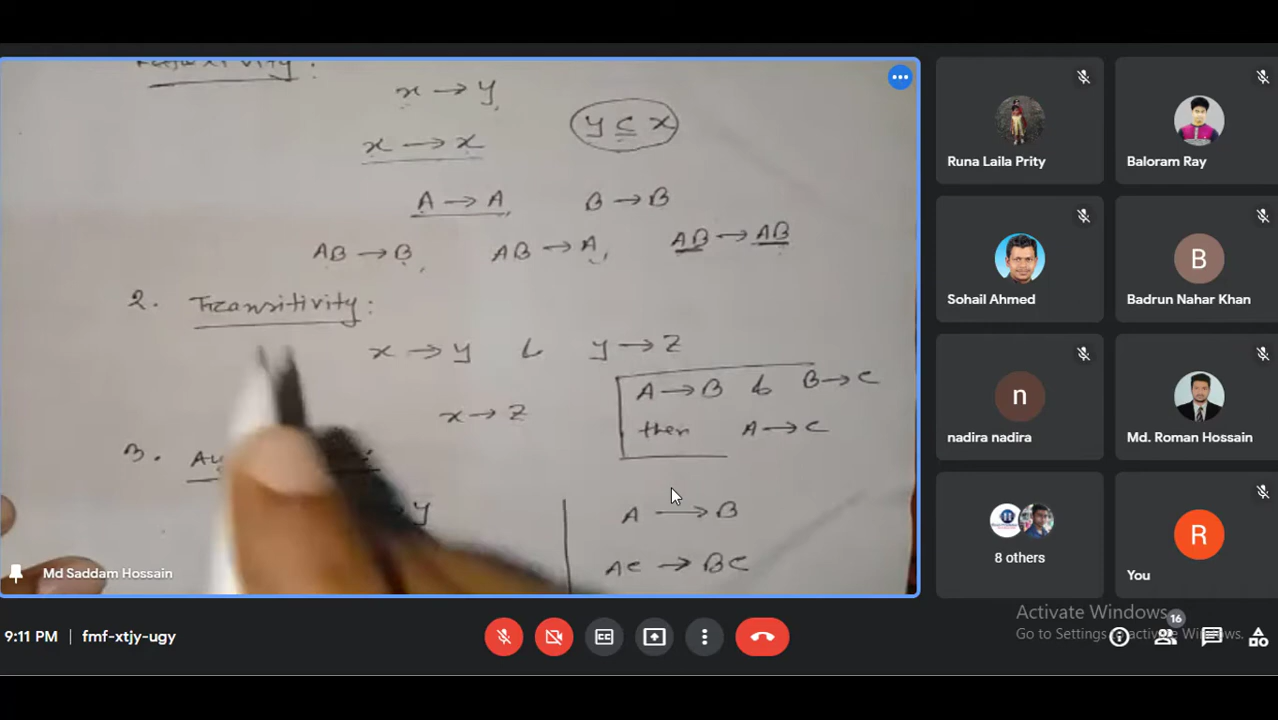 x → y
y ⊆ x
x → x
A → A, B → B
AB → B, AB → A, AB → AB
2. Transitivity:
x → y & y → z
A → B & B → C
x → z
then A → C
3.
y
A → B
AC → BC
Md Saddam Hossain
Runa Laila Prity
Baloram Ray
Sohail Ahmed
Badrun Nahar Khan
n
nadira nadira
Md. Roman Hossain
8 others
R
You
B
Activate Windows
Go to Settings
9:11 PM | fmf-xtjy-ugy
CC
16